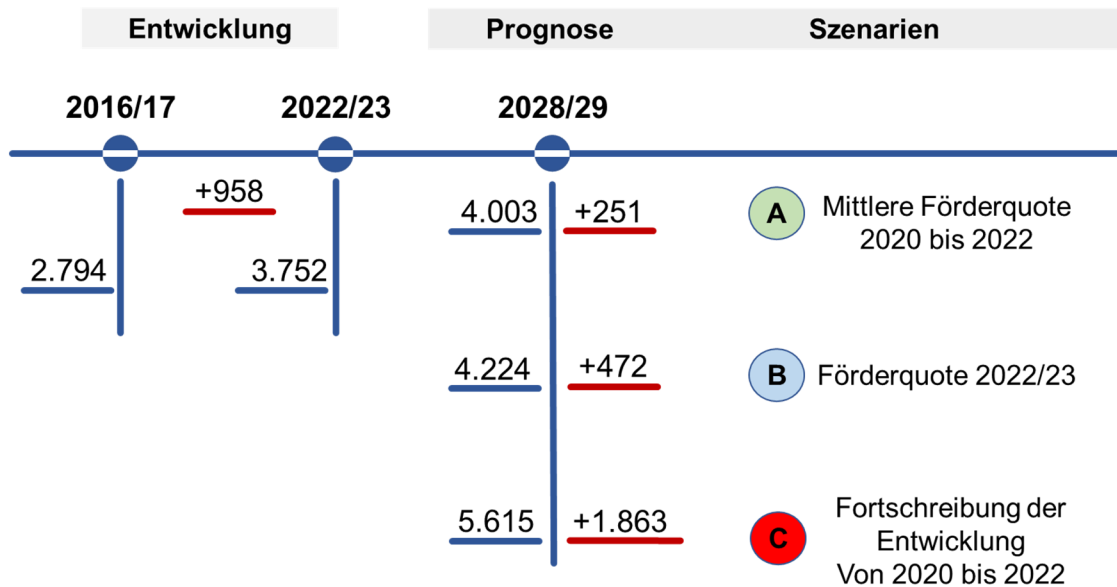 Entwicklung
Prognose
Szenarien
2016/17
2022/23
2028/29
+958
2.794
3.752
4.003
+251
A
Mittlere Förderquote
2020 bis 2022
4.224
+472
B
Förderquote 2022/23
5.615
+1.863
C
Fortschreibung der
Entwicklung
Von 2020 bis 2022